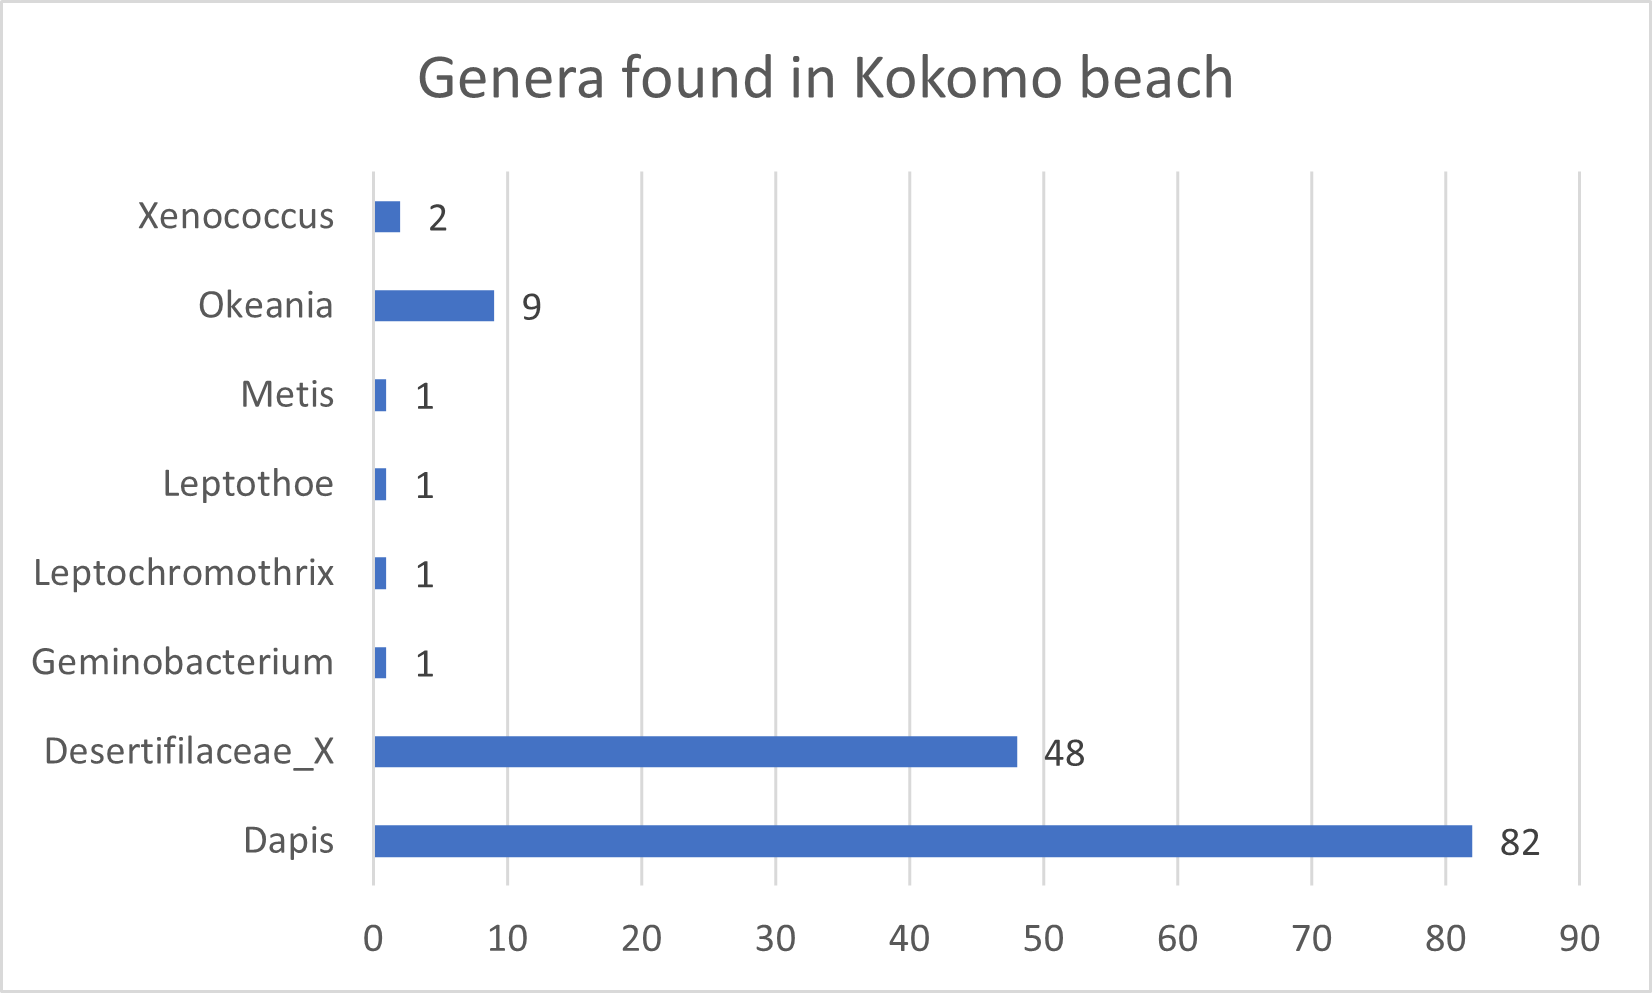 Genera found in Kokomo beach
Xenococcus 2
Okeania 9
Metis 1
Leptothoe 1
Leptochromothrix 1
Geminobacterium 1
Desertifilaceae_X 48
Dapis 82
0 10 20 30 40 50 60 70 80 90